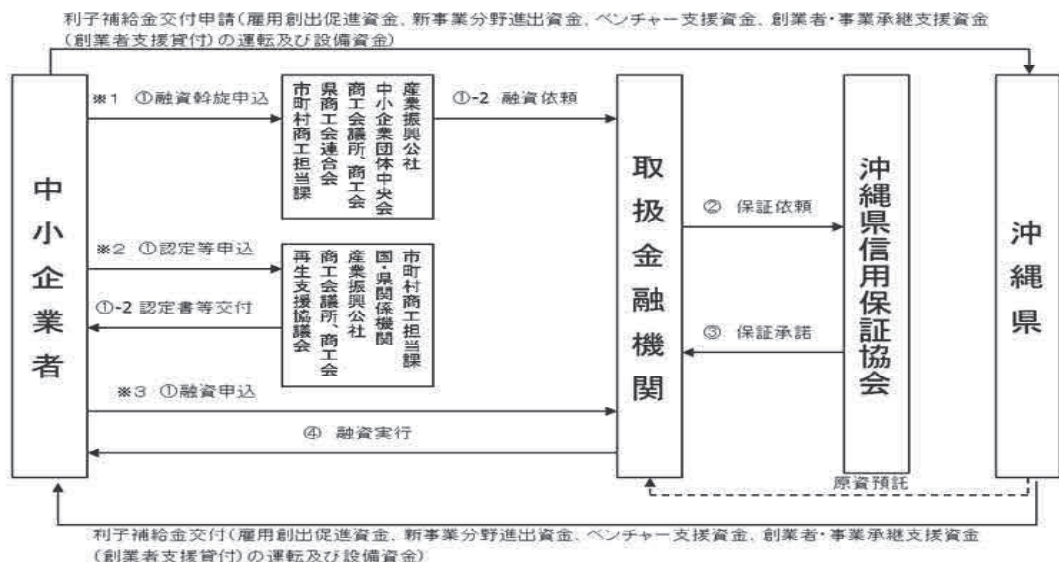 利子補給金交付申請(雇用創出促進資金、新事業分野進出資金、ベンチャー支援資金、創業者・事業承継支援資金
(創業者支援貸付)の運転及び設備資金)
中小企業者
※1 ①融資斡旋申込
産業振興公社
中小企業団体中央会
商工会議所、商工会
県商工会連合会
市町村商工担当課
①-2 融資依頼
※2 ①認定等申込
①-2 認定書等交付
市町村商工担当課
国・県関係機関
産業振興公社
商工会議所、商工会
再生支援協議会
※3 ①融資申込
④ 融資実行
取扱金融機関
② 保証依頼
③ 保証承諾
沖縄県信用保証協会
沖縄県
原資預託
利子補給金交付(雇用創出促進資金、新事業分野進出資金、ベンチャー支援資金、創業者・事業承継支援資金
(創業者支援貸付)の運転及び設備資金)